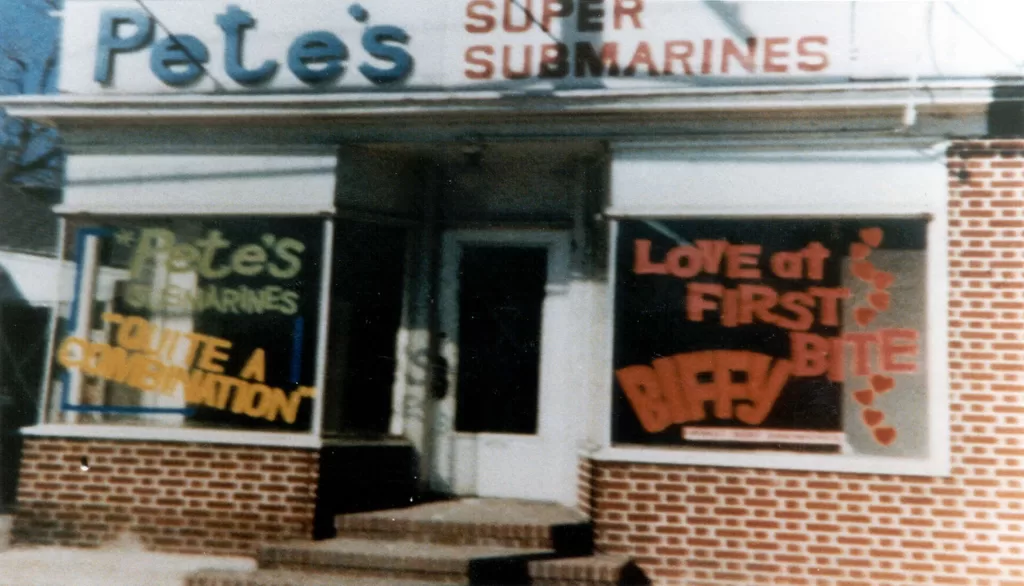 Pete's
SUPER
SUBMARINES
"Pete's
SUBMARINES
"QUITE A
COMBINATION"
LOVE at
FIRST
BITE
BIFFY